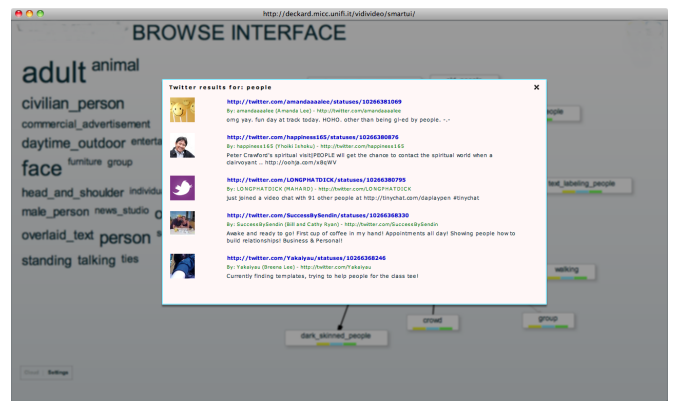 http://deckard.micc.unifi.it/vidivideo/smartui/
BROWSE INTERFACE
adult animal
civilian_person
commercial_advertisement
daytime_outdoor
face furniture group
head_and_shoulder
male_person news_studio
overlaid_text person
standing talking ties
Twitter results for: people
http://twitter.com/amandaaaalee/statuses/10266381069
By: amandaaaalee (Amanda Lee) - http://twitter.com/amandaaaalee
omg yay. fun day at track today. HOHO. other than being gl-ed by people. -.-
http://twitter.com/happiness165/statuses/10266380876
By: happiness165 (Yholki Ishoku) - http://twitter.com/happiness165
Peter Crawford's spiritual visit|PEOPLE will get the chance to contact the spiritual world when a
clairvoyant .. http://oohja.com/x8qWV
http://twitter.com/LONGPHATDICK/statuses/10266380795
By: LONGPHATDICK (MAHARD) - http://twitter.com/LONGPHATDICK
just joined a video chat with 91 other people at http://tinychat.com/daplaypen #tinychat
http://twitter.com/SuccessBySendin/statuses/10266368330
By: SuccessBySendin (Bill and Cathy Ryan) - http://twitter.com/SuccessBySendin
Awake and ready to go! First cup of coffee in my hand! Appointments all day! Showing people how to
build relationships! Business & Personal!
http://twitter.com/Yakaiyau/statuses/10266368246
By: Yakaiyau (Breena Lee) - http://twitter.com/Yakaiyau
Currently finding templates, trying to help people for the class tee!
text_labeling_people
walking
crowd
group
dark_skinned_people
Cloud Settings